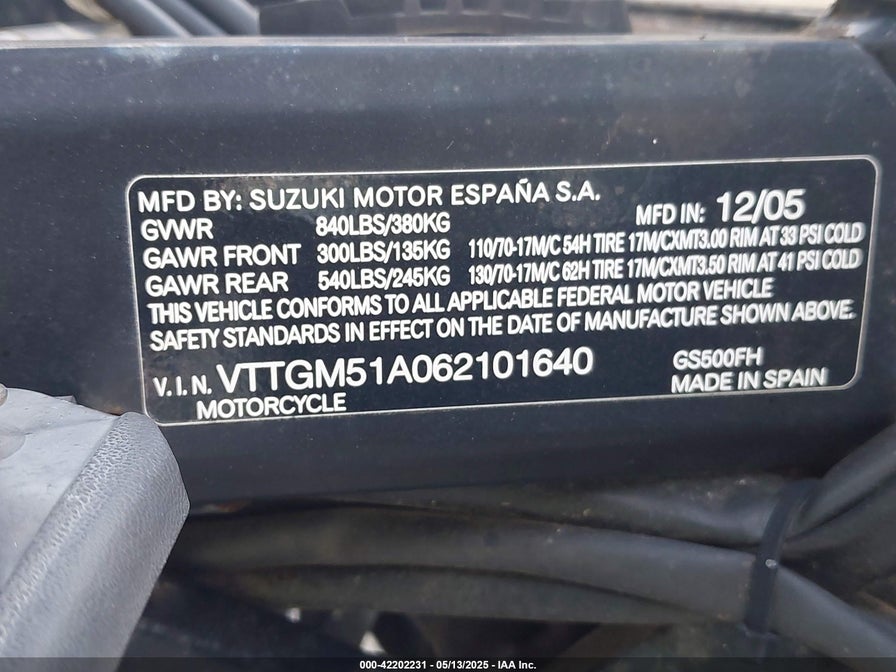 MFD BY: SUZUKI MOTOR ESPAÑA S.A.
MFD IN: 12/05
GVWR 840LBS/380KG
GAWR FRONT 300LBS/135KG 110/70-17M/C 54H TIRE 17M/CXMT3.00 RIM AT 33 PSI COLD
GAWR REAR 540LBS/245KG 130/70-17M/C 62H TIRE 17M/CXMT3.50 RIM AT 41 PSI COLD
THIS VEHICLE CONFORMS TO ALL APPLICABLE FEDERAL MOTOR VEHICLE
SAFETY STANDARDS IN EFFECT ON THE DATE OF MANUFACTURE SHOWN ABOVE.
V.I.N. VTTGM51A062101640
GS500FH
MOTORCYCLE
MADE IN SPAIN
000-42202231 - 05/13/2025 - IAA Inc.